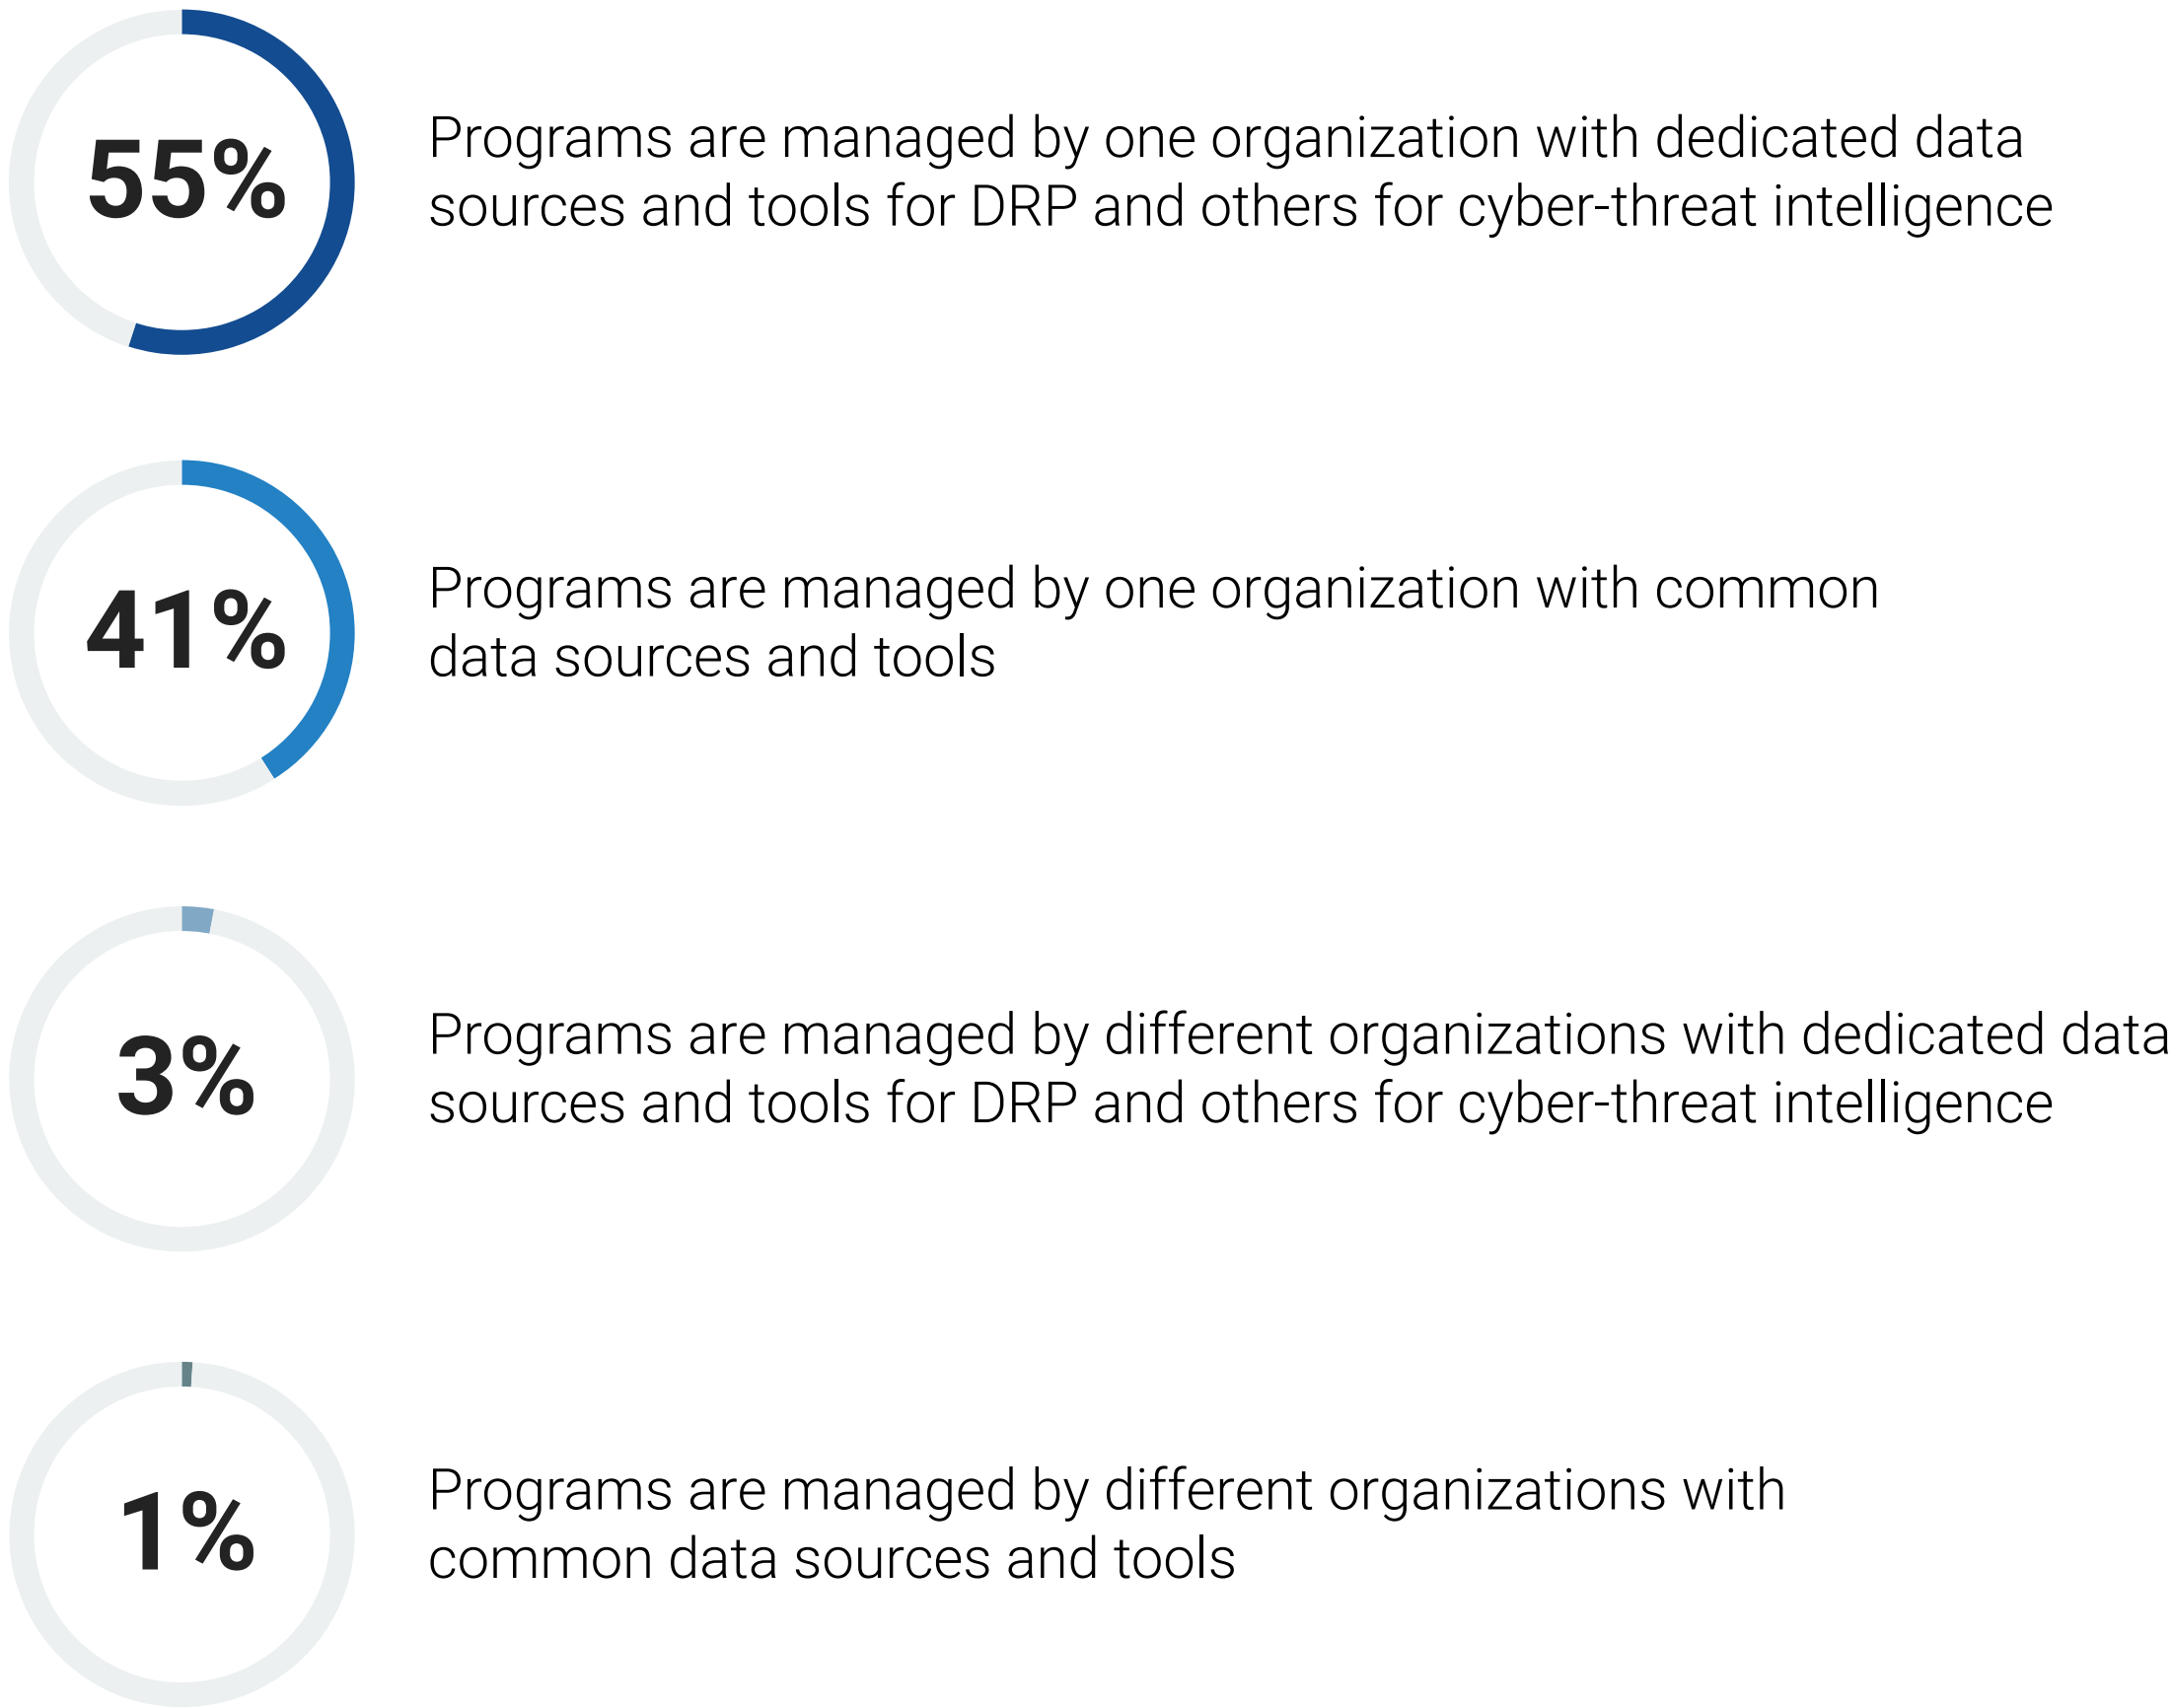 55%
Programs are managed by one organization with dedicated data
sources and tools for DRP and others for cyber-threat intelligence
41%
Programs are managed by one organization with common
data sources and tools
3%
Programs are managed by different organizations with dedicated data
sources and tools for DRP and others for cyber-threat intelligence
1%
Programs are managed by different organizations with
common data sources and tools